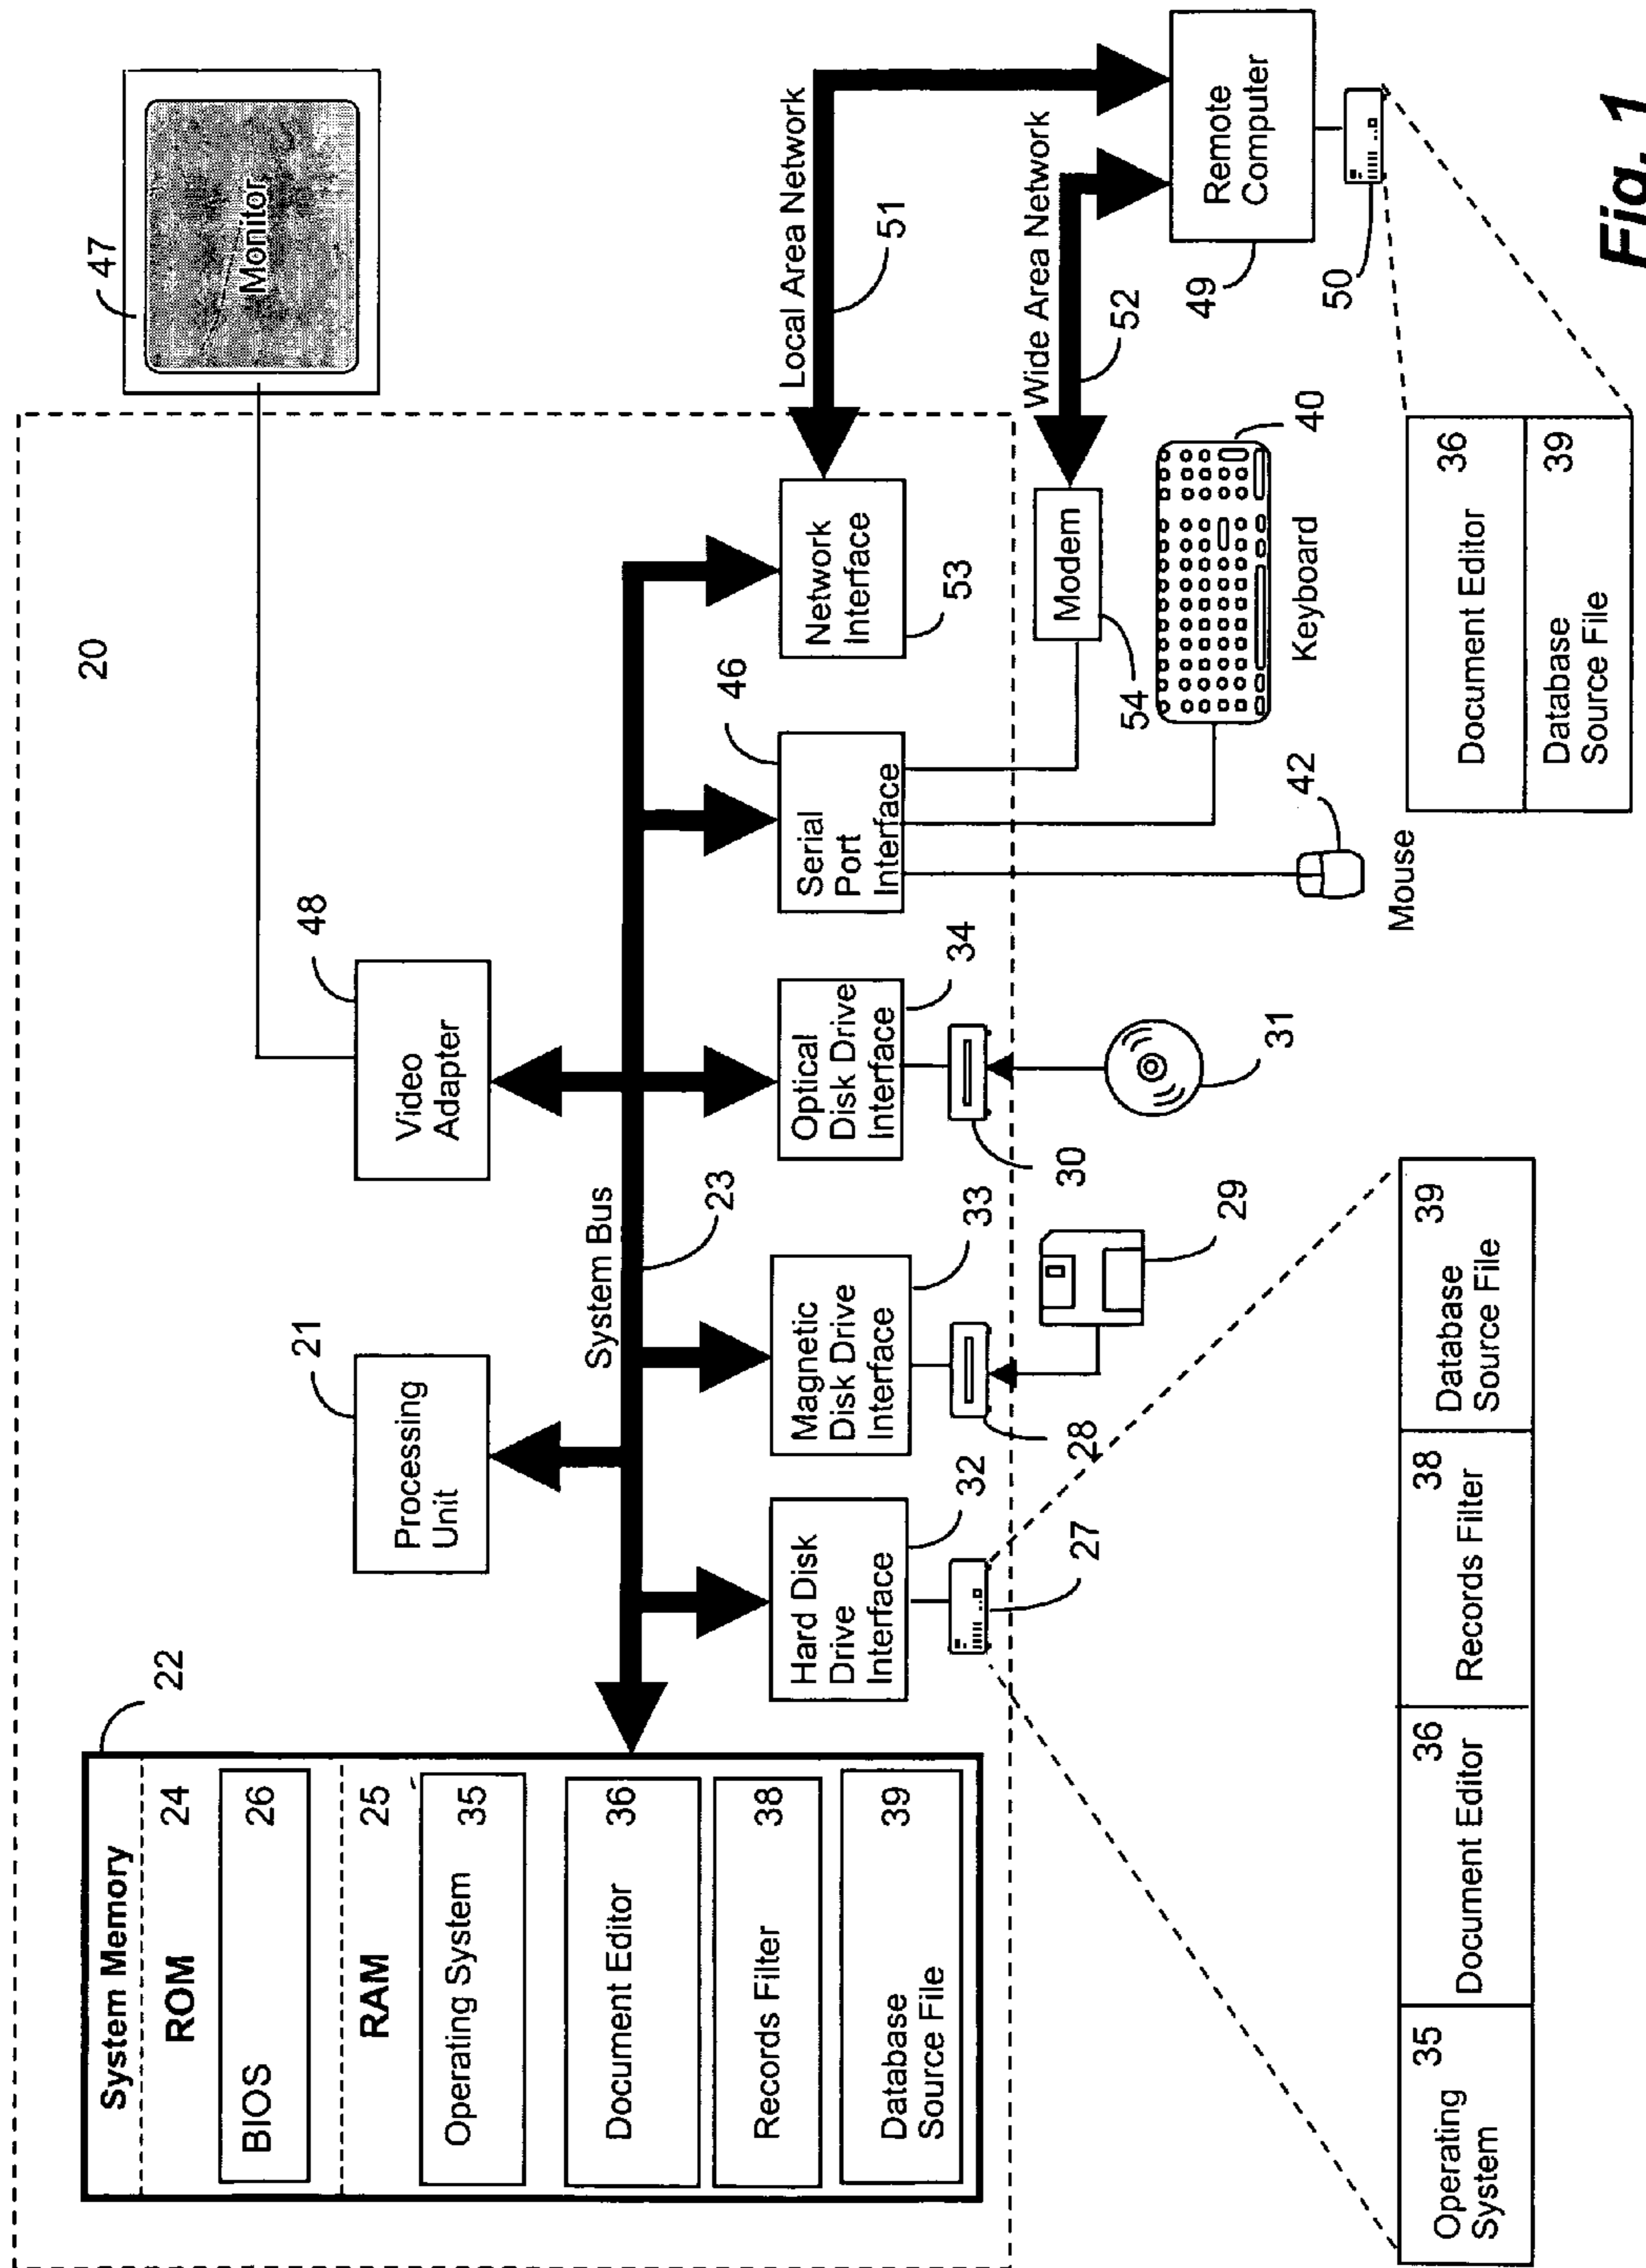 20
47
Monitor
System Memory
ROM 24
BIOS 26
RAM 25
Operating System 35
Document Editor 36
Records Filter 38
Database
Source File 39
22
Processing
Unit
21
Video
Adapter
48
System Bus
23
Hard Disk
Drive
Interface
32
Magnetic
Disk Drive
Interface
33
Optical
Disk Drive
Interface
34
Serial
Port
Interface
46
Network
Interface
53
Local Area Network
51
Wide Area Network
52
27
28
29
30
31
Modem
54
Keyboard
40
Mouse
42
Remote
Computer
49
50
Operating
System
35
Document Editor
36
Records Filter
38
Database
Source File
39
Document Editor
36
Database
Source File
39
Fig. 1